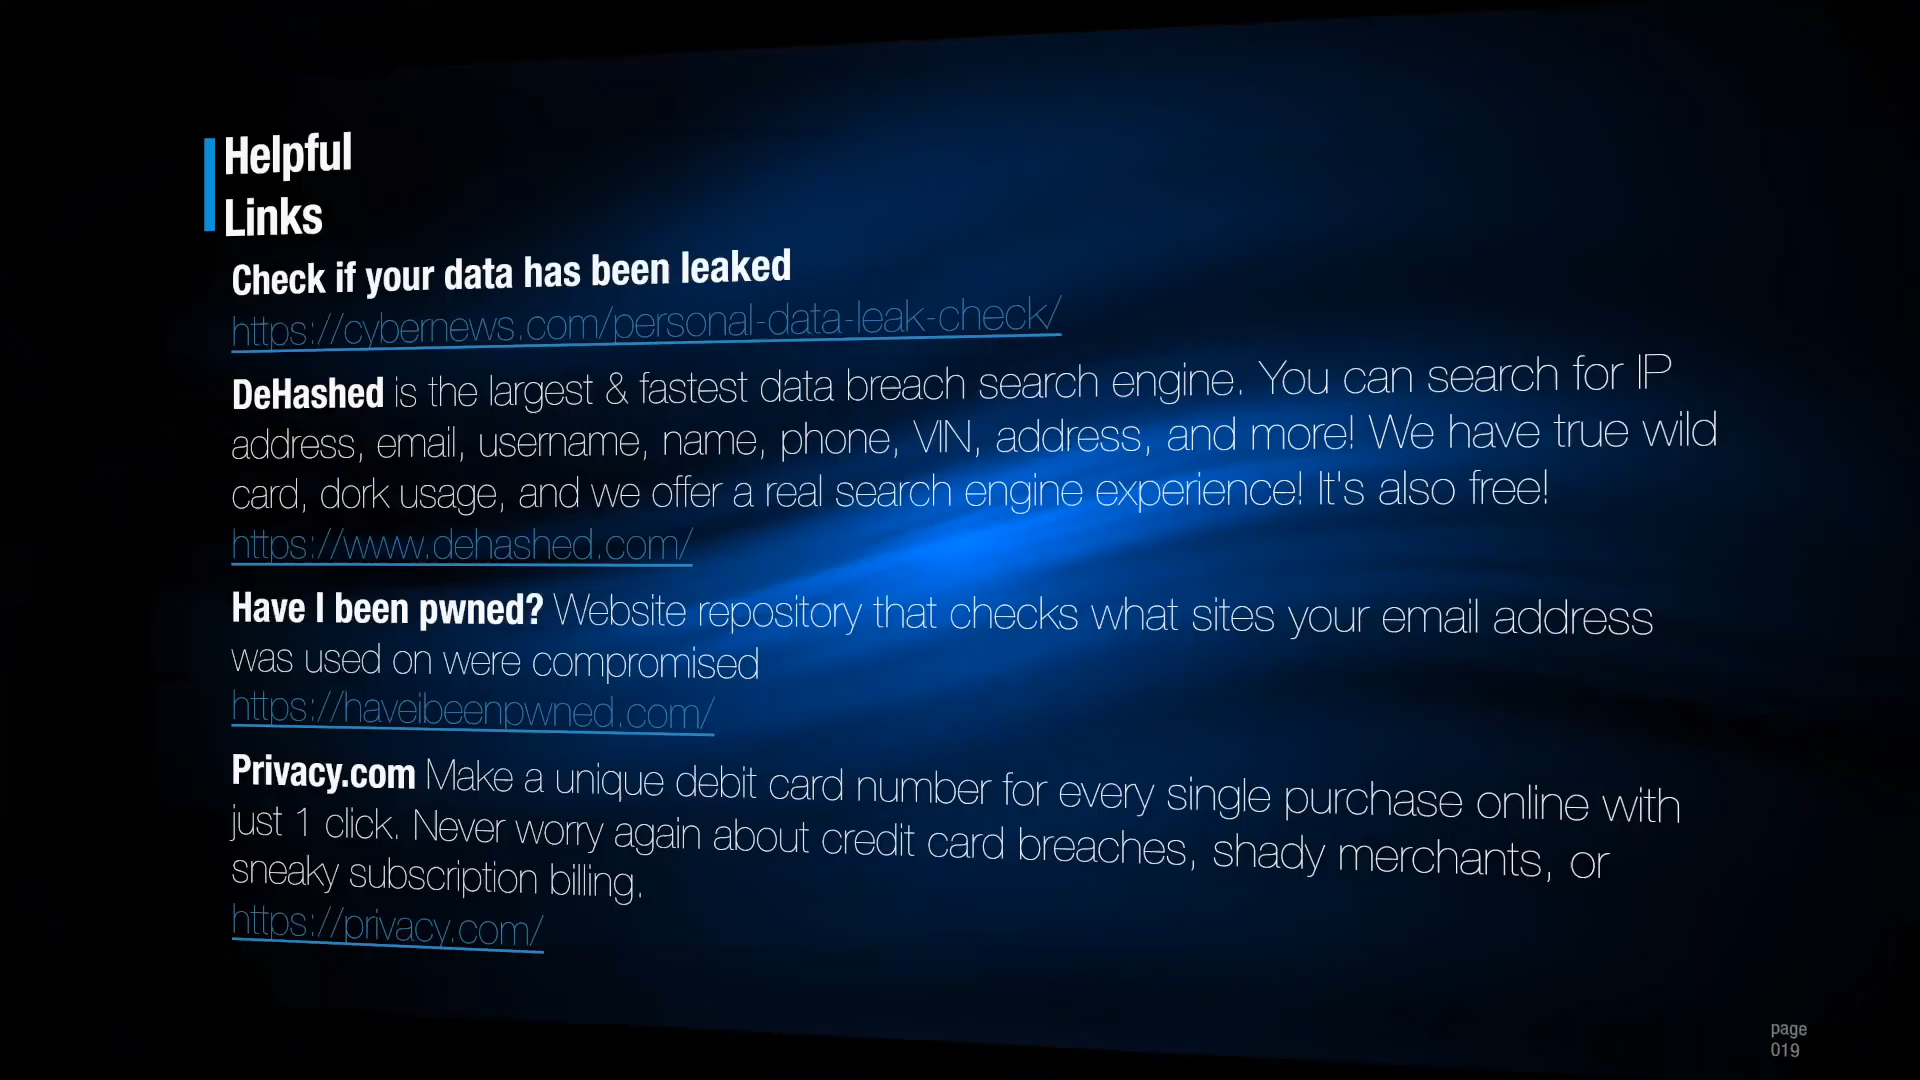 Helpful
Links
Check if your data has been leaked
https://cybernews.com/personal-data-leak-check/
DeHashed is the largest & fastest data breach search engine. You can search for IP
address, email, username, name, phone, VIN, address, and more! We have true wild
card, dork usage, and we offer a real search engine experience! It's also free!
https://www.dehashed.com/
Have I been pwned? Website repository that checks what sites your email address
was used on were compromised
https://haveibeenpwned.com/
Privacy.com Make a unique debit card number for every single purchase online with
just 1 click. Never worry again about credit card breaches, shady merchants, or
sneaky subscription billing.
https://privacy.com/
page
019